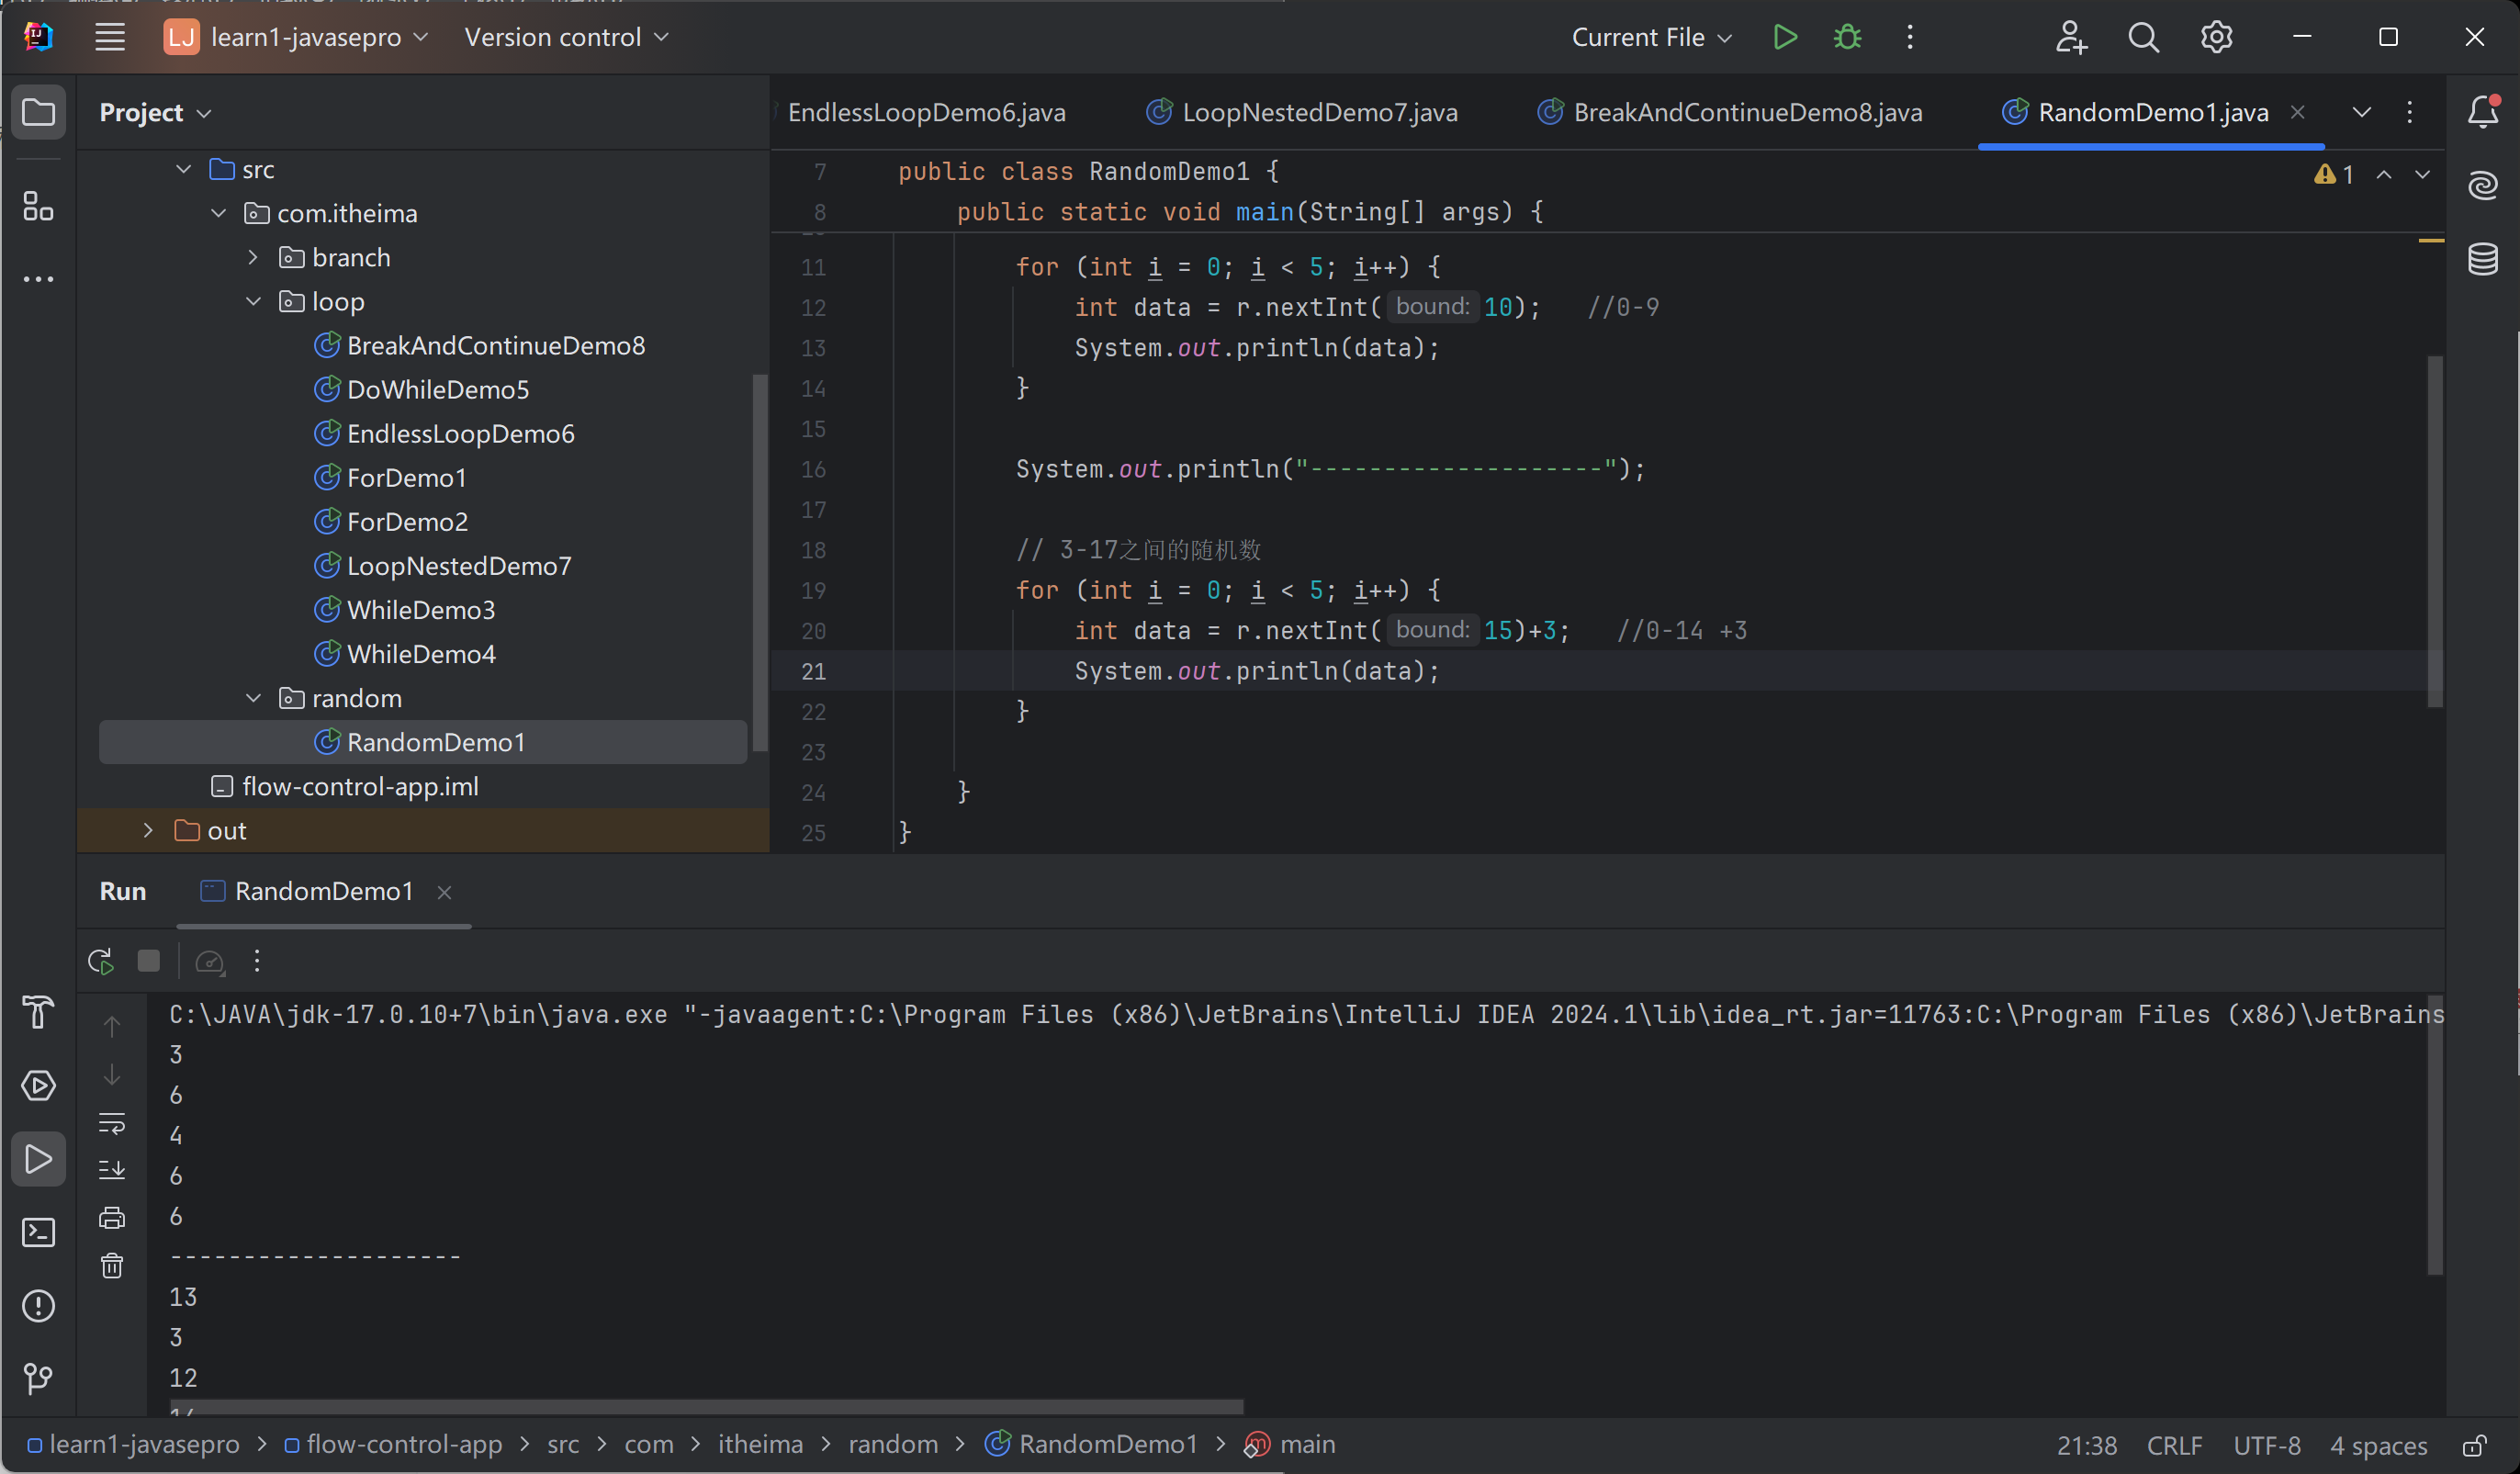 LJ learn1-javasepro Version control Current File
Project
EndlessLoopDemo6.java LoopNestedDemo7.java BreakAndContinueDemo8.java RandomDemo1.java
src
com.itheima
branch
loop
BreakAndContinueDemo8
DoWhileDemo5
EndlessLoopDemo6
ForDemo1
ForDemo2
LoopNestedDemo7
WhileDemo3
WhileDemo4
random
RandomDemo1
flow-control-app.iml
out
1
7 public class RandomDemo1 {
8 public static void main(String[] args) {
11 for (int i = 0; i < 5; i++) {
12 int data = r.nextInt( bound: 10); //0-9
13 System.out.println(data);
14 }
15
16 System.out.println("--------------------");
17
18 // 3-17之间的随机数
19 for (int i = 0; i < 5; i++) {
20 int data = r.nextInt( bound: 15)+3; //0-14 +3
21 System.out.println(data);
22 }
23
24 }
25 }
Run RandomDemo1
C:\JAVA\jdk-17.0.10+7\bin\java.exe "-javaagent:C:\Program Files (x86)\JetBrains\IntelliJ IDEA 2024.1\lib\idea_rt.jar=11763:C:\Program Files (x86)\JetBrains
3
6
4
6
6
--------------------
13
3
12
learn1-javasepro > flow-control-app > src > com > itheima > random > RandomDemo1 > main
21:38 CRLF UTF-8 4 spaces